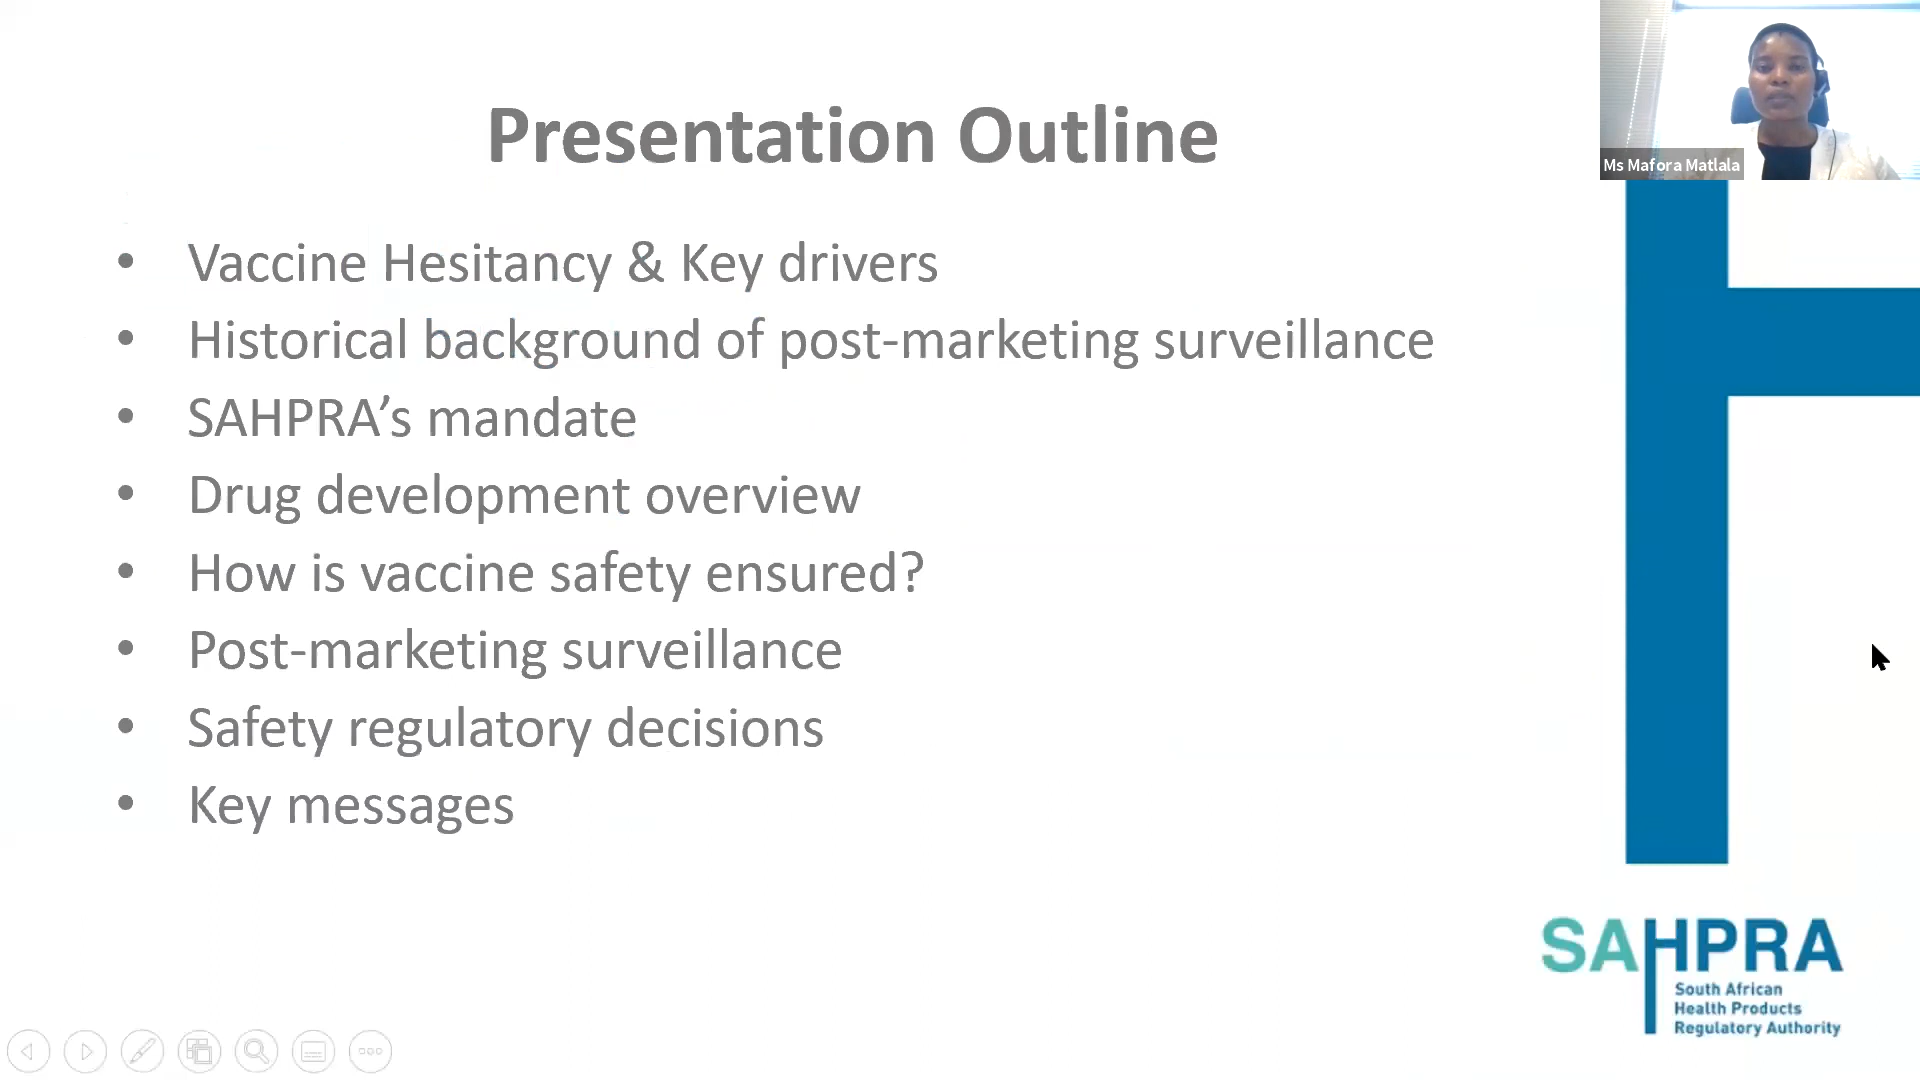 Presentation Outline
Ms Mafora Matlala
• Vaccine Hesitancy & Key drivers
• Historical background of post-marketing surveillance
• SAHPRA’s mandate
• Drug development overview
• How is vaccine safety ensured?
• Post-marketing surveillance
• Safety regulatory decisions
• Key messages
SAHPRA
South African
Health Products
Regulatory Authority